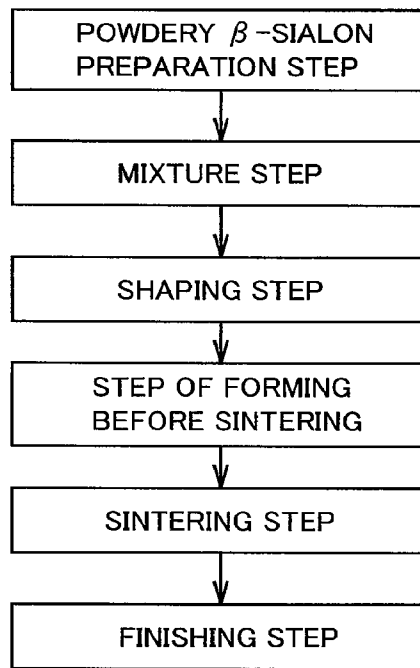 POWDERY β-SIALON
PREPARATION STEP
MIXTURE STEP
SHAPING STEP
STEP OF FORMING
BEFORE SINTERING
SINTERING STEP
FINISHING STEP